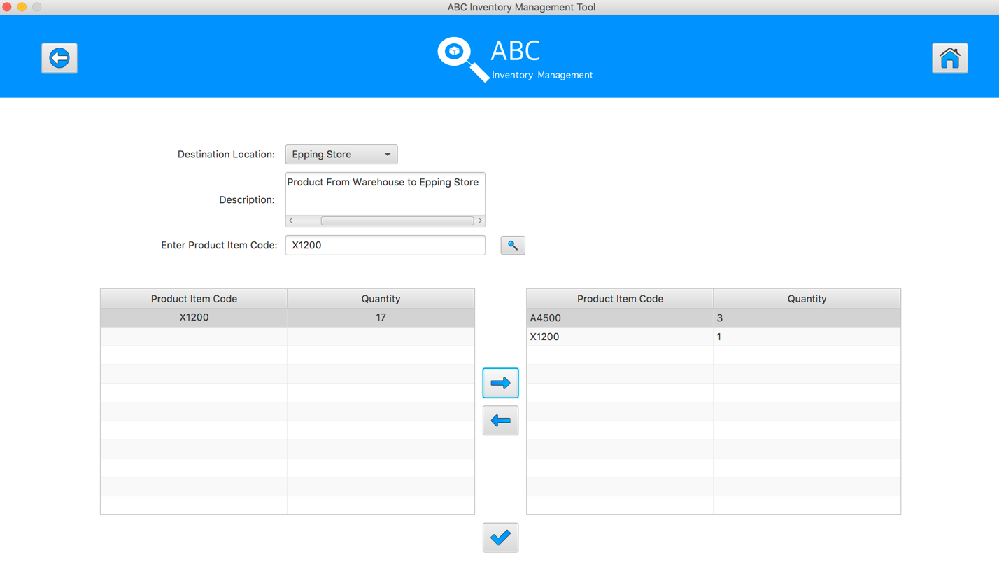 ABC Inventory Management Tool
ABC
Inventory Management
Destination Location: Epping Store
Product From Warehouse to Epping Store
Description:
Enter Product Item Code: X1200
Product Item Code Quantity Product Item Code Quantity
X1200 17 A4500 3
X1200 1